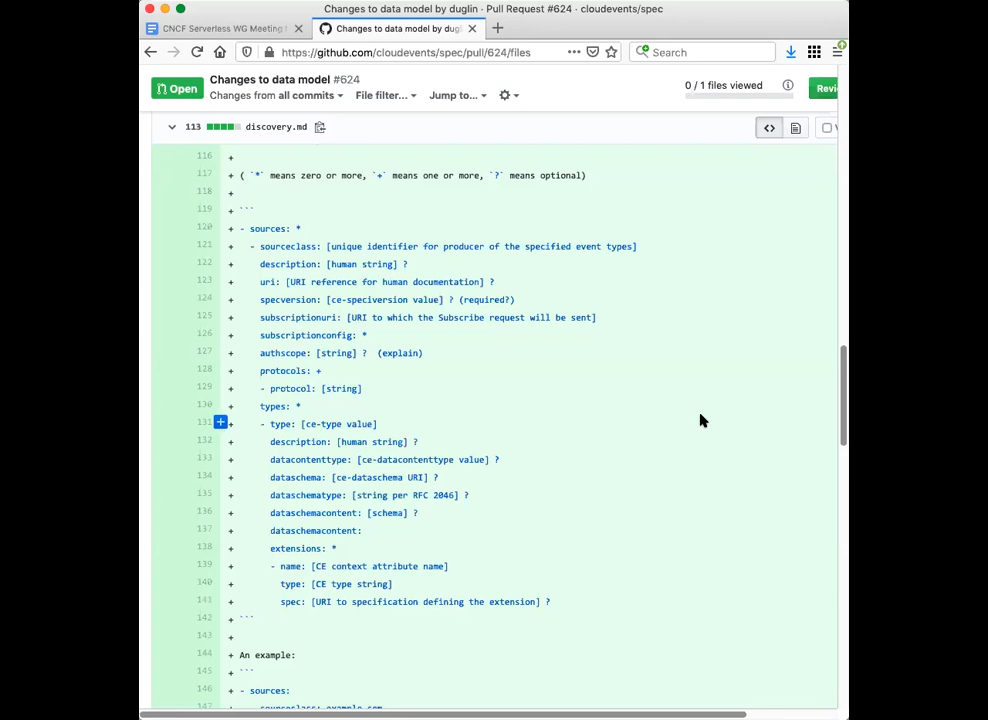 Changes to data model by duglin · Pull Request #624 · cloudevents/spec
CNCF Serverless WG Meeting
Changes to data model by dugli
https://github.com/cloudevents/spec/pull/624/files
Search
Open
Changes to data model #624
Changes from all commits
File filter...
Jump to...
0 / 1 files viewed
Revi
113
discovery.md
116 +
117 + ( `*` means zero or more, `+` means one or more, `?` means optional)
118 +
119 + ```
120 + - sources: *
121 + - sourceclass: [unique identifier for producer of the specified event types]
122 + description: [human string] ?
123 + uri: [URI reference for human documentation] ?
124 + specversion: [ce-speciversion value] ? (required?)
125 + subscriptionuri: [URI to which the Subscribe request will be sent]
126 + subscriptionconfig: *
127 + authscope: [string] ? (explain)
128 + protocols: +
129 + - protocol: [string]
130 + types: *
131 + - type: [ce-type value]
132 + description: [human string] ?
133 + datacontenttype: [ce-datacontenttype value] ?
134 + dataschema: [ce-dataschema URI] ?
135 + dataschematype: [string per RFC 2046] ?
136 + dataschemacontent: [schema] ?
137 + dataschemacontent:
138 + extensions: *
139 + - name: [CE context attribute name]
140 + type: [CE type string]
141 + spec: [URI to specification defining the extension] ?
142 + ```
143 +
144 + An example:
145 + ```
146 + - sources:
147 sourceclass: example.com